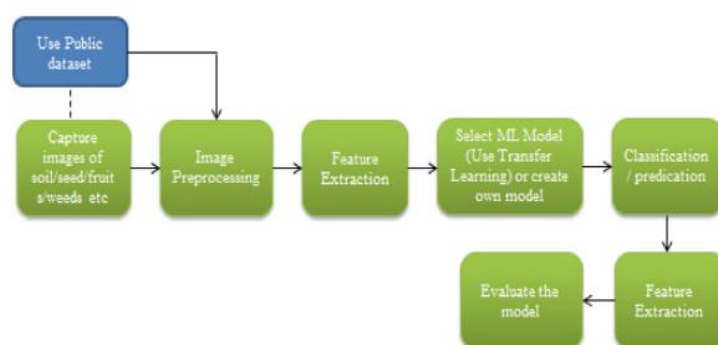 Use Public
dataset
Capture
images of
soil/seed/fruit
s/weeds etc
Image
Preprocessing
Feature
Extraction
Select ML Model
(Use Transfer
Learning) or create
own model
Classification
/ predication
Evaluate the
model
Feature
Extraction